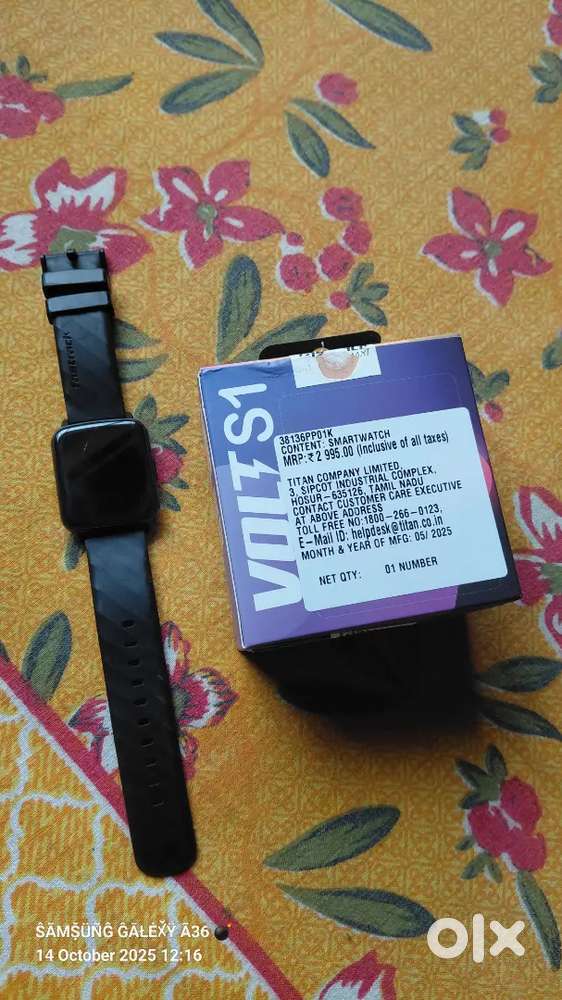 fastrack
VOLT S1
38136PP01K
CONTENT: SMARTWATCH
MRP:₹ 2 995.00 (Inclusive of all taxes)
TITAN COMPANY LIMITED,
3, SIPCOT INDUSTRIAL COMPLEX,
HOSUR-635126, TAMIL NADU
CONTACT CUSTOMER CARE EXECUTIVE
AT ABOVE ADDRESS
TOLL FREE NO:1800-266-0123,
E-Mail ID: helpdesk@titan.co.in
MONTH & YEAR OF MFG: 05/ 2025
NET QTY: 01 NUMBER
ŜÄMŞÜÑĜ ĜÄŁÉẌŸ Ã36
14 October 2025 12:16
olx